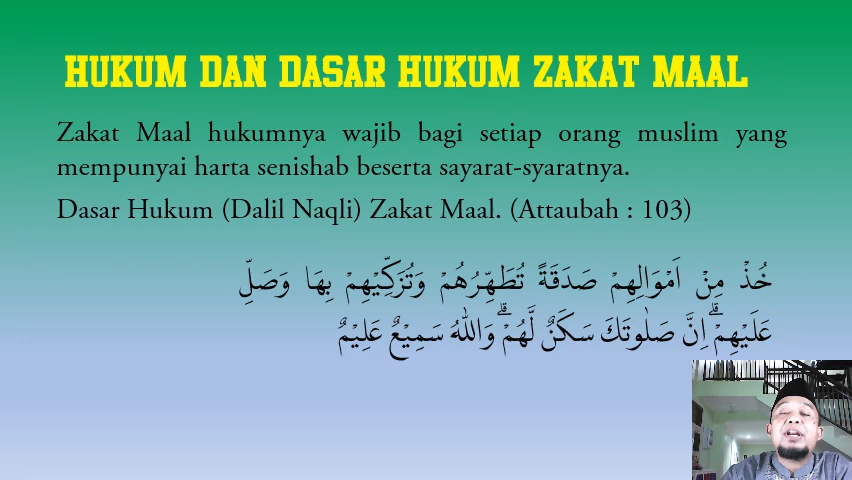 HUKUM DAN DASAR HUKUM ZAKAT MAAL
Zakat Maal hukumnya wajib bagi setiap orang muslim yang
mempunyai harta senishab beserta sayarat-syaratnya.
Dasar Hukum (Dalil Naqli) Zakat Maal. (Attaubah : 103)
خُذْ مِنْ اَمْوَالِهِمْ صَدَقَةً تُطَهِّرُهُمْ وَتُزَكِّيْهِمْ بِهَا وَصَلِّ
عَلَيْهِمْۗ اِنَّ صَلٰوتَكَ سَكَنٌ لَّهُمْۗ وَاللّٰهُ سَمِيْعٌ عَلِيْمٌ